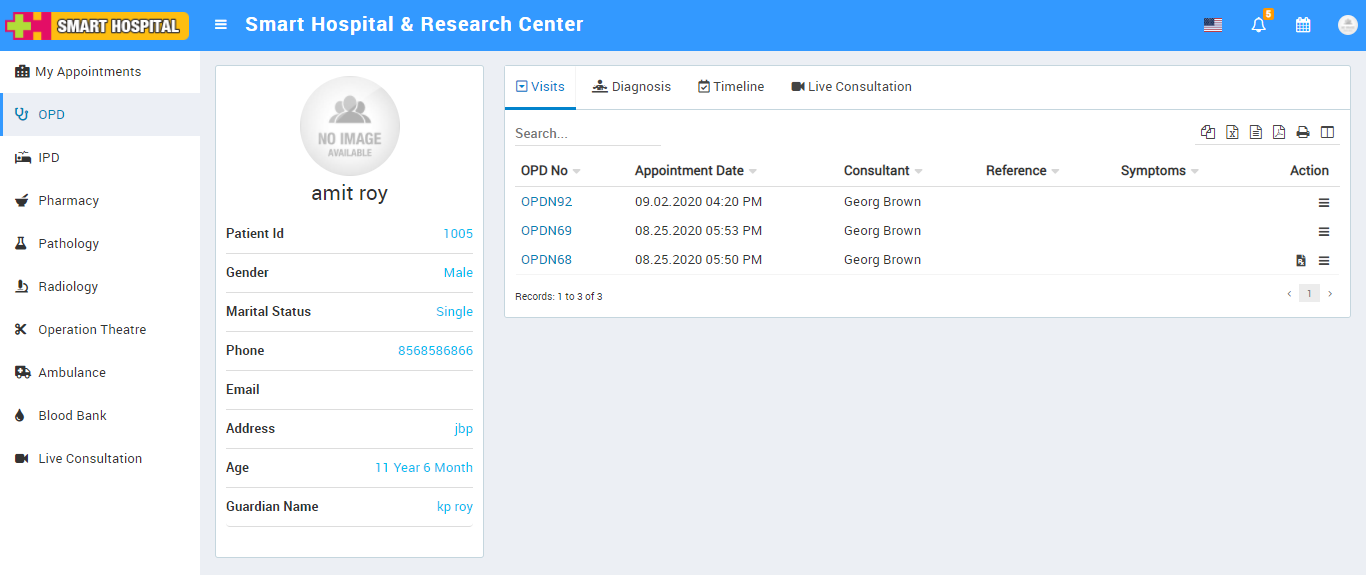 SMART HOSPITAL
Smart Hospital & Research Center
5
My Appointments
OPD
IPD
Pharmacy
Pathology
Radiology
Operation Theatre
Ambulance
Blood Bank
Live Consultation
NO IMAGE
AVAILABLE
amit roy
Patient Id 1005
Gender Male
Marital Status Single
Phone 8568586866
Email
Address jbp
Age 11 Year 6 Month
Guardian Name kp roy
Visits Diagnosis Timeline Live Consultation
Search...
OPD No Appointment Date Consultant Reference Symptoms Action
OPDN92 09.02.2020 04:20 PM Georg Brown
OPDN69 08.25.2020 05:53 PM Georg Brown
OPDN68 08.25.2020 05:50 PM Georg Brown
Records: 1 to 3 of 3
1